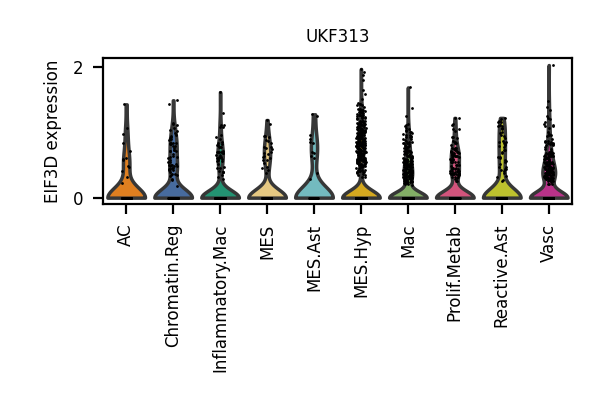 UKF313
EIF3D expression
2
0
AC
Chromatin.Reg
Inflammatory.Mac
MES
MES.Ast
MES.Hyp
Mac
Prolif.Metab
Reactive.Ast
Vasc